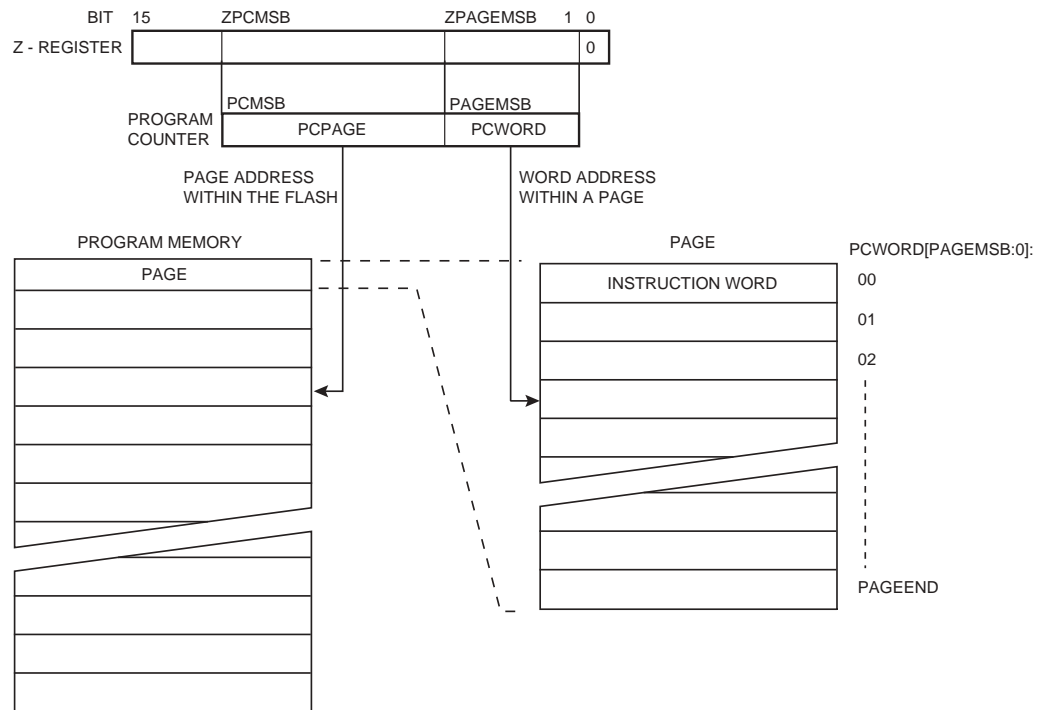 BIT 15 ZPCMSB ZPAGEMSB 1 0
Z - REGISTER 0
PCMSB PAGEMSB
PROGRAM
COUNTER
PCPAGE PCWORD
PAGE ADDRESS
WITHIN THE FLASH
WORD ADDRESS
WITHIN A PAGE
PROGRAM MEMORY
PAGE
PAGE
PCWORD[PAGEMSB:0]:
INSTRUCTION WORD
00
01
02
PAGEEND